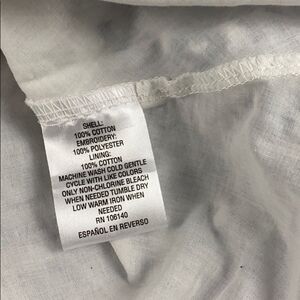 SHELL:
100% COTTON
EMBROIDERY:
100% POLYESTER
LINING:
100% COTTON
MACHINE WASH COLD GENTLE
CYCLE WITH LIKE COLORS
ONLY NON-CHLORINE BLEACH
WHEN NEEDED TUMBLE DRY
LOW WARM IRON WHEN
NEEDED
RN 106140
ESPAÑOL EN REVERSO